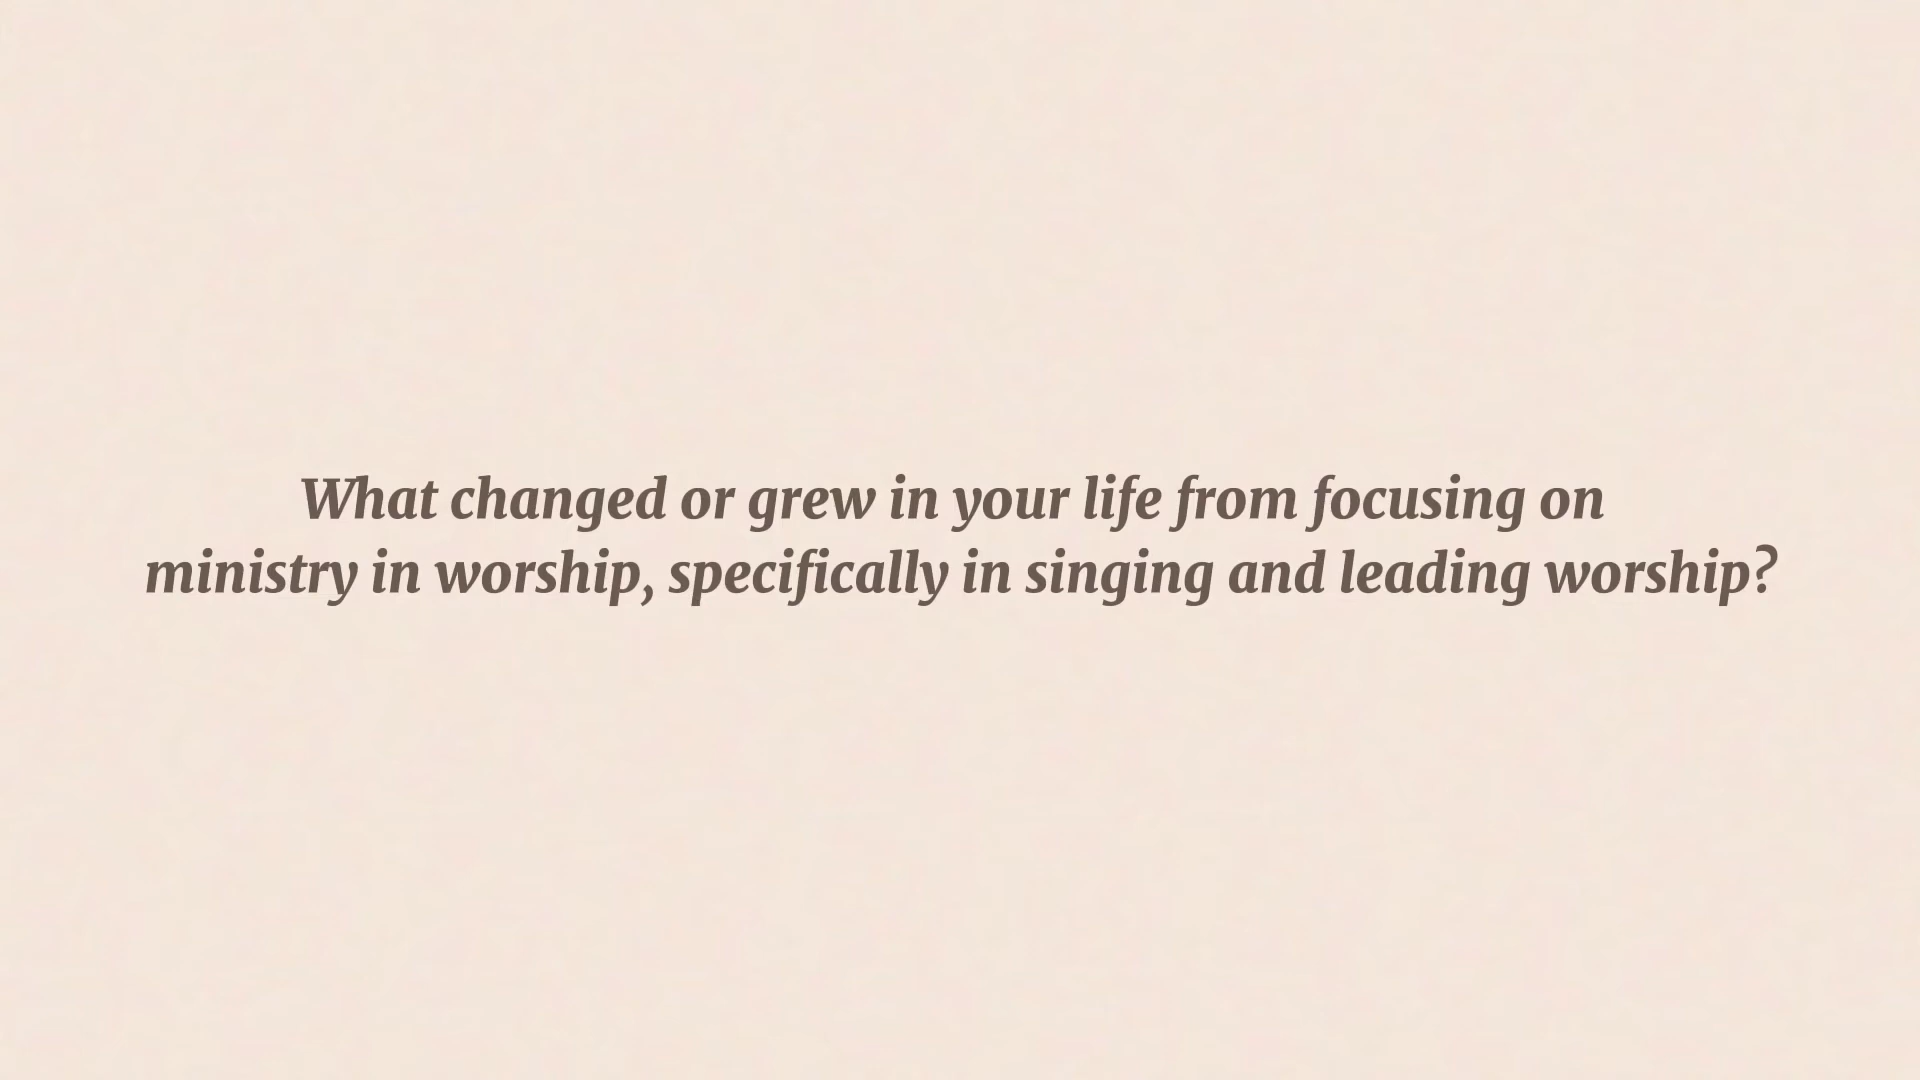 What changed or grew in your life from focusing on
ministry in worship, specifically in singing and leading worship?